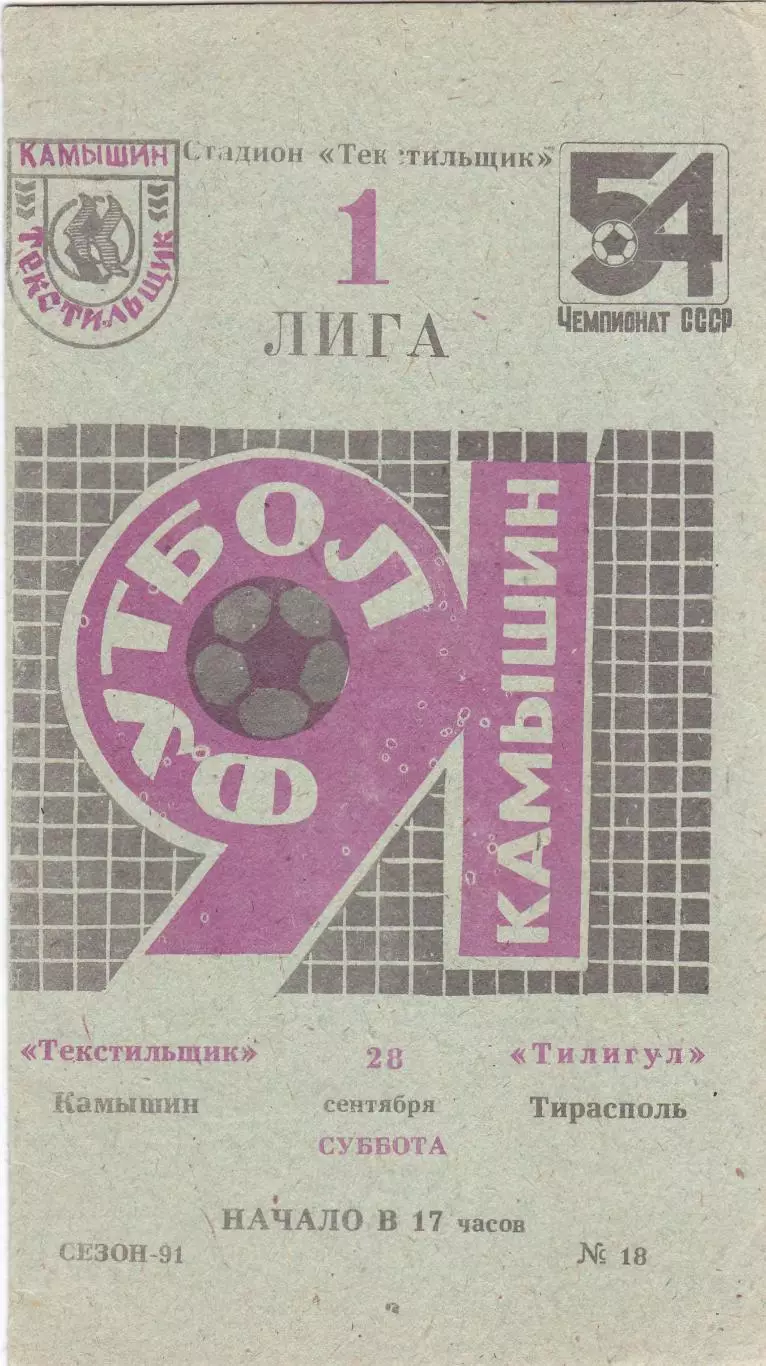 КАМЫШИН
ТЕКСТИЛЬЩИК
Стадион «Текстильщик»
1
ЛИГА
54
ЧЕМПИОНАТ СССР
ФУТБОЛ
91
КАМЫШИН
«Текстильщик»
Камышин
28
сентября
СУББОТА
«Тилигул»
Тирасполь
НАЧАЛО В 17 часов
СЕЗОН-91
№ 18